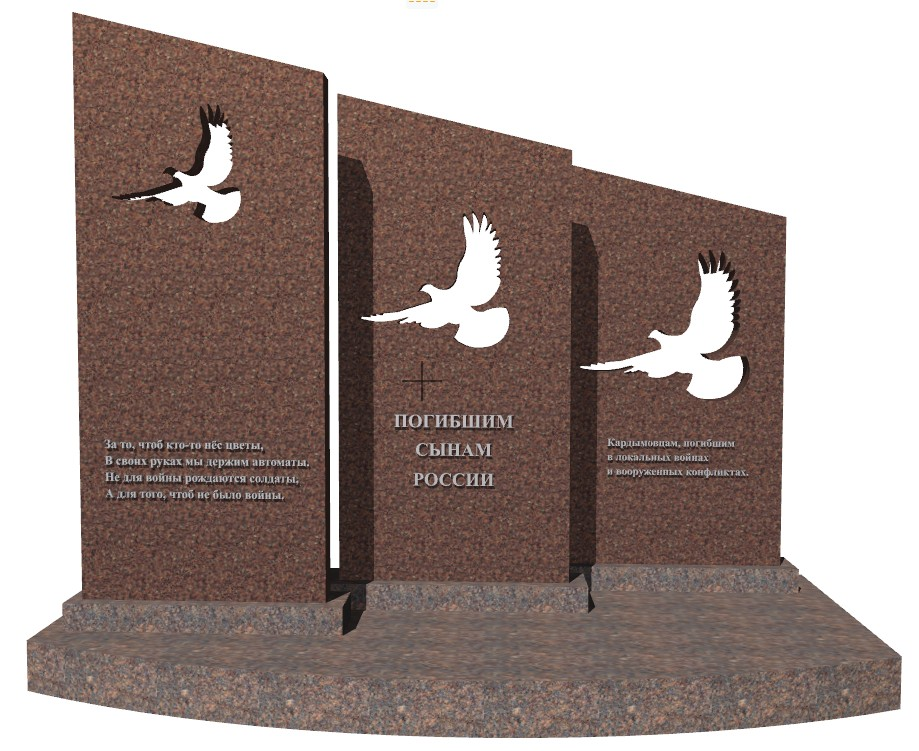 За то, чтоб кто-то нёс цветы,
В своих руках мы держим автоматы.
Не для войны рождаются солдаты,
А для того, чтоб не было войны.
ПОГИБШИМ
СЫНАМ
РОССИИ
Кардымовцам, погибшим
в локальных войнах
и вооруженных конфликтах.